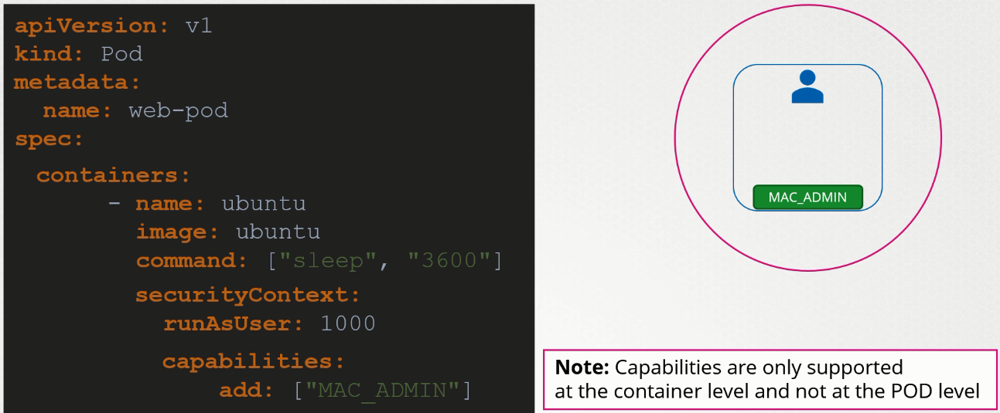 apiVersion: v1
kind: Pod
metadata:
  name: web-pod
spec:
  containers:
      - name: ubuntu
        image: ubuntu
        command: ["sleep", "3600"]
        securityContext:
          runAsUser: 1000
          capabilities:
              add: ["MAC_ADMIN"]
MAC_ADMIN
Note: Capabilities are only supported
at the container level and not at the POD level